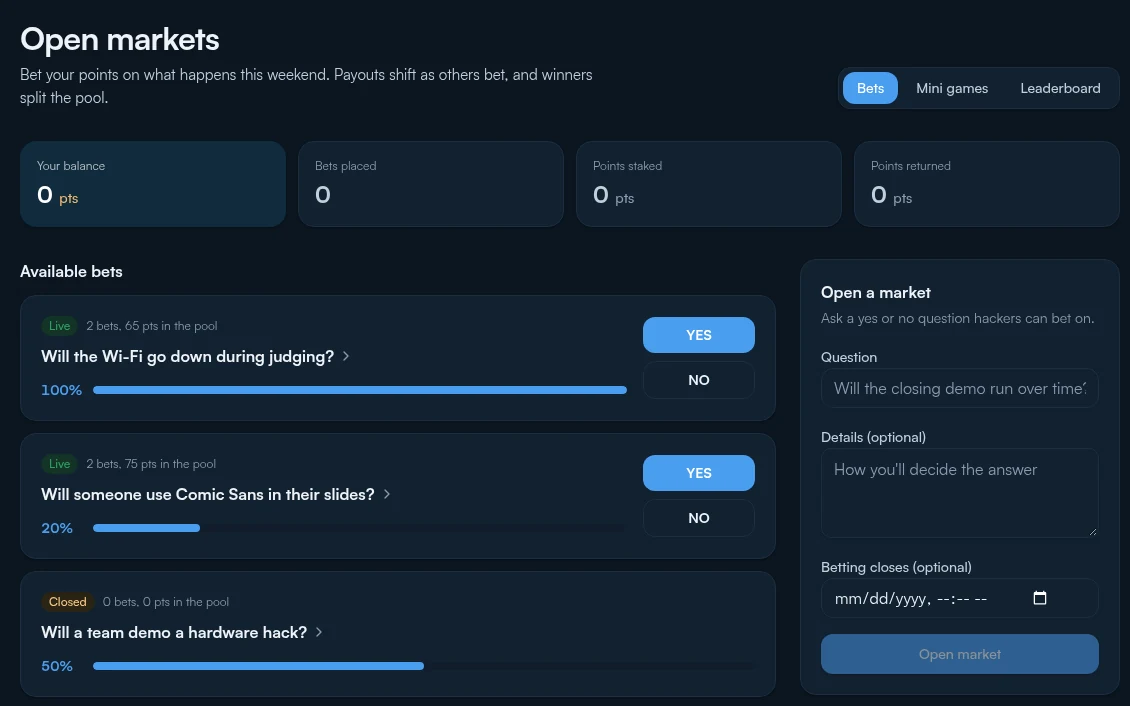 Open markets
Bet your points on what happens this weekend. Payouts shift as others bet, and winners
split the pool.
Bets
Mini games
Leaderboard
Your balance
0 pts
Bets placed
0
Points staked
0 pts
Points returned
0 pts
Available bets
Live
2 bets, 65 pts in the pool
Will the Wi-Fi go down during judging?
100%
YES
NO
Live
2 bets, 75 pts in the pool
Will someone use Comic Sans in their slides?
20%
YES
NO
Closed
0 bets, 0 pts in the pool
Will a team demo a hardware hack?
50%
Open a market
Ask a yes or no question hackers can bet on.
Question
Will the closing demo run over time?
Details (optional)
How you'll decide the answer
Betting closes (optional)
mm/dd/yyyy, --:-- --
Open market